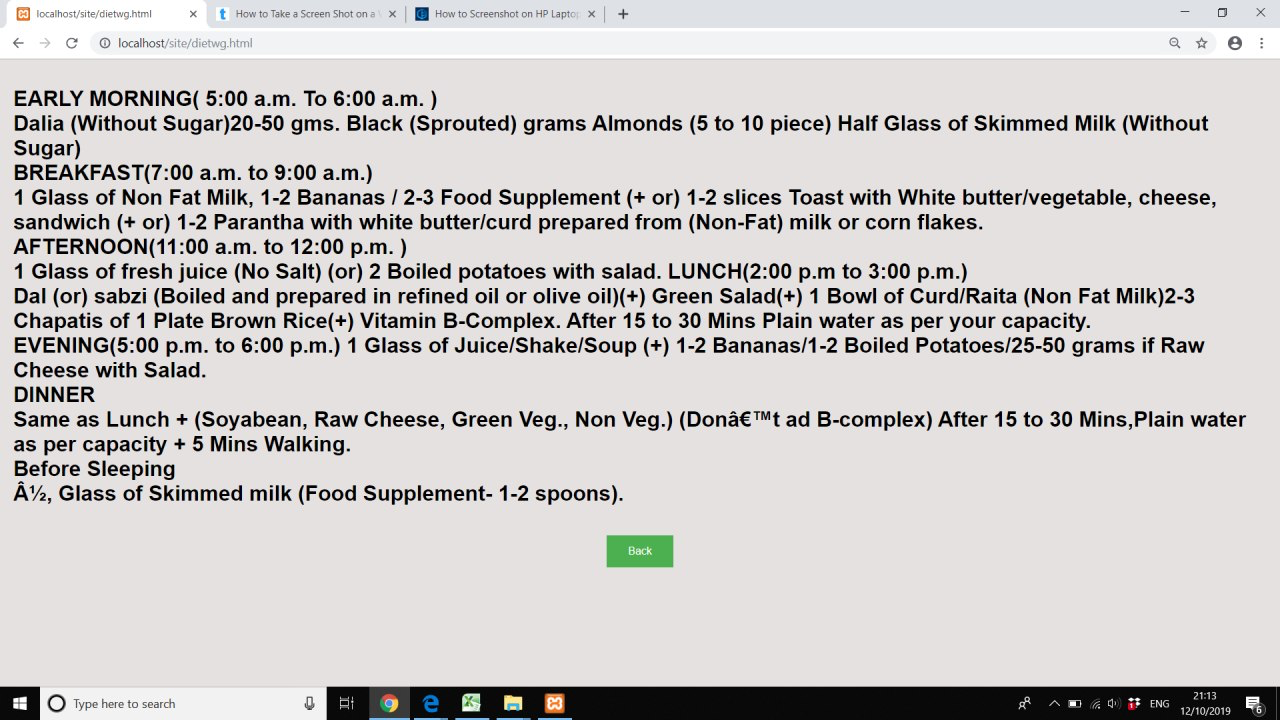 localhost/site/dietwg.html
How to Take a Screen Shot on a
How to Screenshot on HP Laptop
localhost/site/dietwg.html
EARLY MORNING( 5:00 a.m. To 6:00 a.m. )
Dalia (Without Sugar)20-50 gms. Black (Sprouted) grams Almonds (5 to 10 piece) Half Glass of Skimmed Milk (Without
Sugar)
BREAKFAST(7:00 a.m. to 9:00 a.m.)
1 Glass of Non Fat Milk, 1-2 Bananas / 2-3 Food Supplement (+ or) 1-2 slices Toast with White butter/vegetable, cheese,
sandwich (+ or) 1-2 Parantha with white butter/curd prepared from (Non-Fat) milk or corn flakes.
AFTERNOON(11:00 a.m. to 12:00 p.m. )
1 Glass of fresh juice (No Salt) (or) 2 Boiled potatoes with salad. LUNCH(2:00 p.m to 3:00 p.m.)
Dal (or) sabzi (Boiled and prepared in refined oil or olive oil)(+) Green Salad(+) 1 Bowl of Curd/Raita (Non Fat Milk)2-3
Chapatis of 1 Plate Brown Rice(+) Vitamin B-Complex. After 15 to 30 Mins Plain water as per your capacity.
EVENING(5:00 p.m. to 6:00 p.m.) 1 Glass of Juice/Shake/Soup (+) 1-2 Bananas/1-2 Boiled Potatoes/25-50 grams if Raw
Cheese with Salad.
DINNER
Same as Lunch + (Soyabean, Raw Cheese, Green Veg., Non Veg.) (Donâ€™t ad B-complex) After 15 to 30 Mins,Plain water
as per capacity + 5 Mins Walking.
Before Sleeping
Â½, Glass of Skimmed milk (Food Supplement- 1-2 spoons).
Back
Type here to search
ENG
21:13
12/10/2019
6